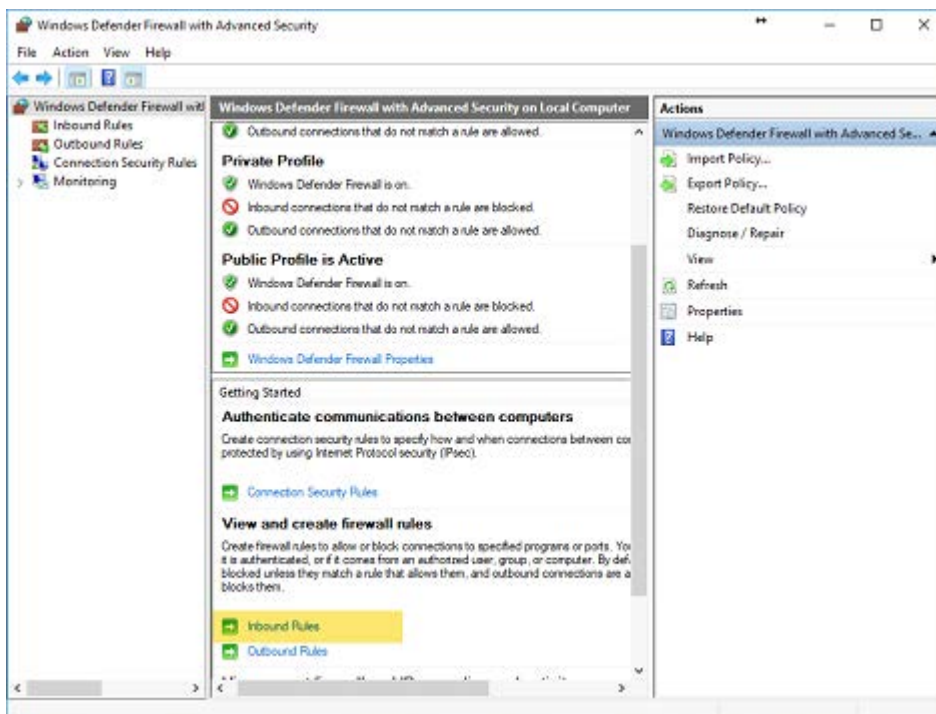 Windows Defender Firewall with Advanced Security
File Action View Help
Windows Defender Firewall witl
Inbound Rules
Outbound Rules
Connection Security Rules
Monitoring
Windows Defender Firewall with Advanced Security on Local Computer
Outbound connections that do not match a rule are allowed.
Private Profile
Windows Defender Firewall is on.
Inbound connections that do not match a rule are blocked.
Outbound connections that do not match a rule are allowed.
Public Profile is Active
Windows Defender Firewall is on.
Inbound connections that do not match a rule are blocked.
Outbound connections that do not match a rule are allowed.
Windows Defender Firewall Properties
Getting Started
Authenticate communications between computers
Create connection security rules to specify how and when connections between co
protected by using Internet Protocol security (IPsec).
Connection Security Rules
View and create firewall rules
Create firewall rules to allow or block connections to specified programs or ports. You
it is authenticated, or if it comes from an authorized user, group, or computer. By def
blocked unless they match a rule that allows them, and outbound connections are a
blocks them.
Inbound Rules
Outbound Rules
Actions
Windows Defender Firewall with Advanced Se...
Import Policy...
Export Policy...
Restore Default Policy
Diagnose / Repair
View
Refresh
Properties
Help